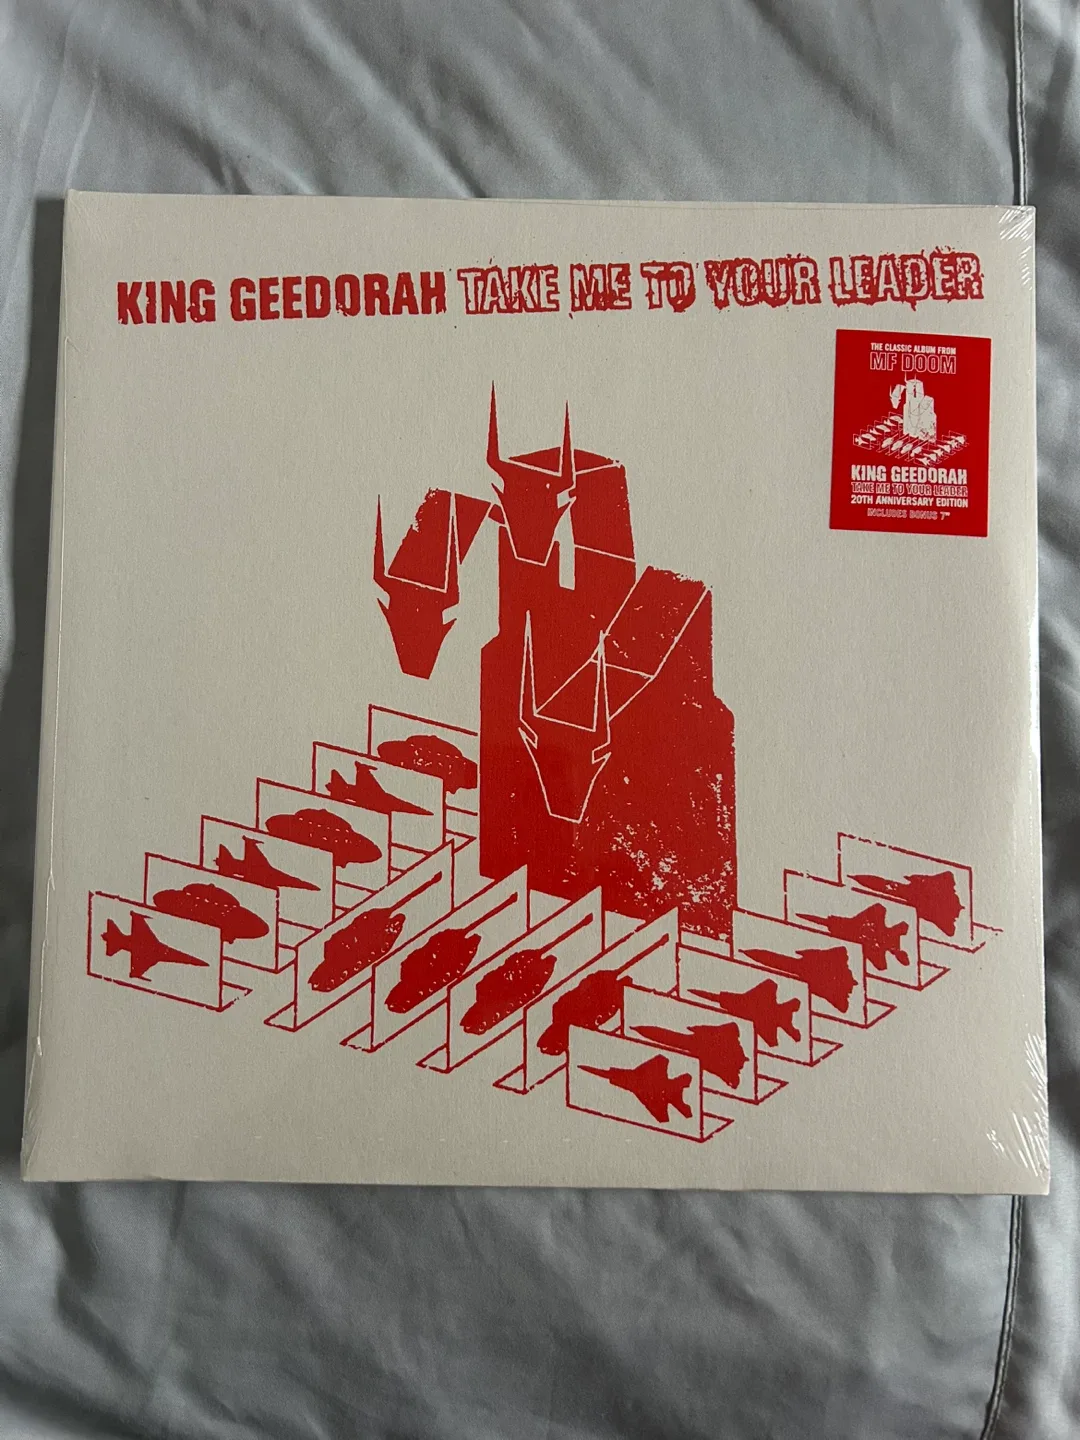 KING GEEDORAH TAKE ME TO YOUR LEADER
THE CLASSIC ALBUM FROM
MF DOOM
KING GEEDORAH
TAKE ME TO YOUR LEADER
20TH ANNIVERSARY EDITION
INCLUDES BONUS 7"